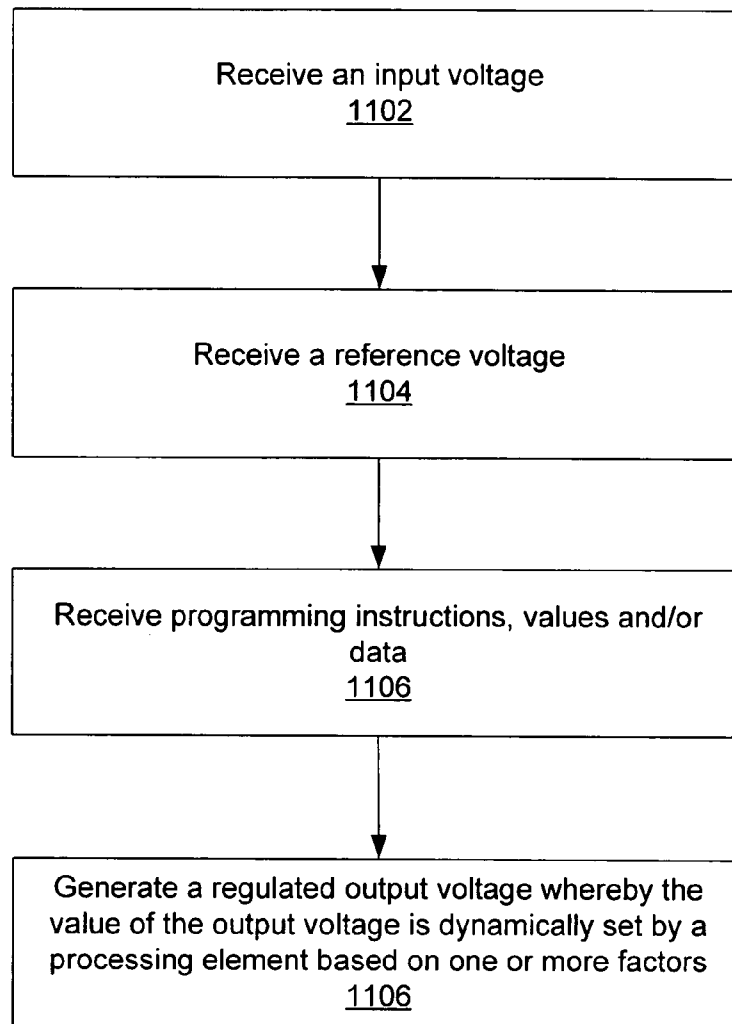 Receive an input voltage
1102
Receive a reference voltage
1104
Receive programming instructions, values and/or
data
1106
Generate a regulated output voltage whereby the
value of the output voltage is dynamically set by a
processing element based on one or more factors
1106